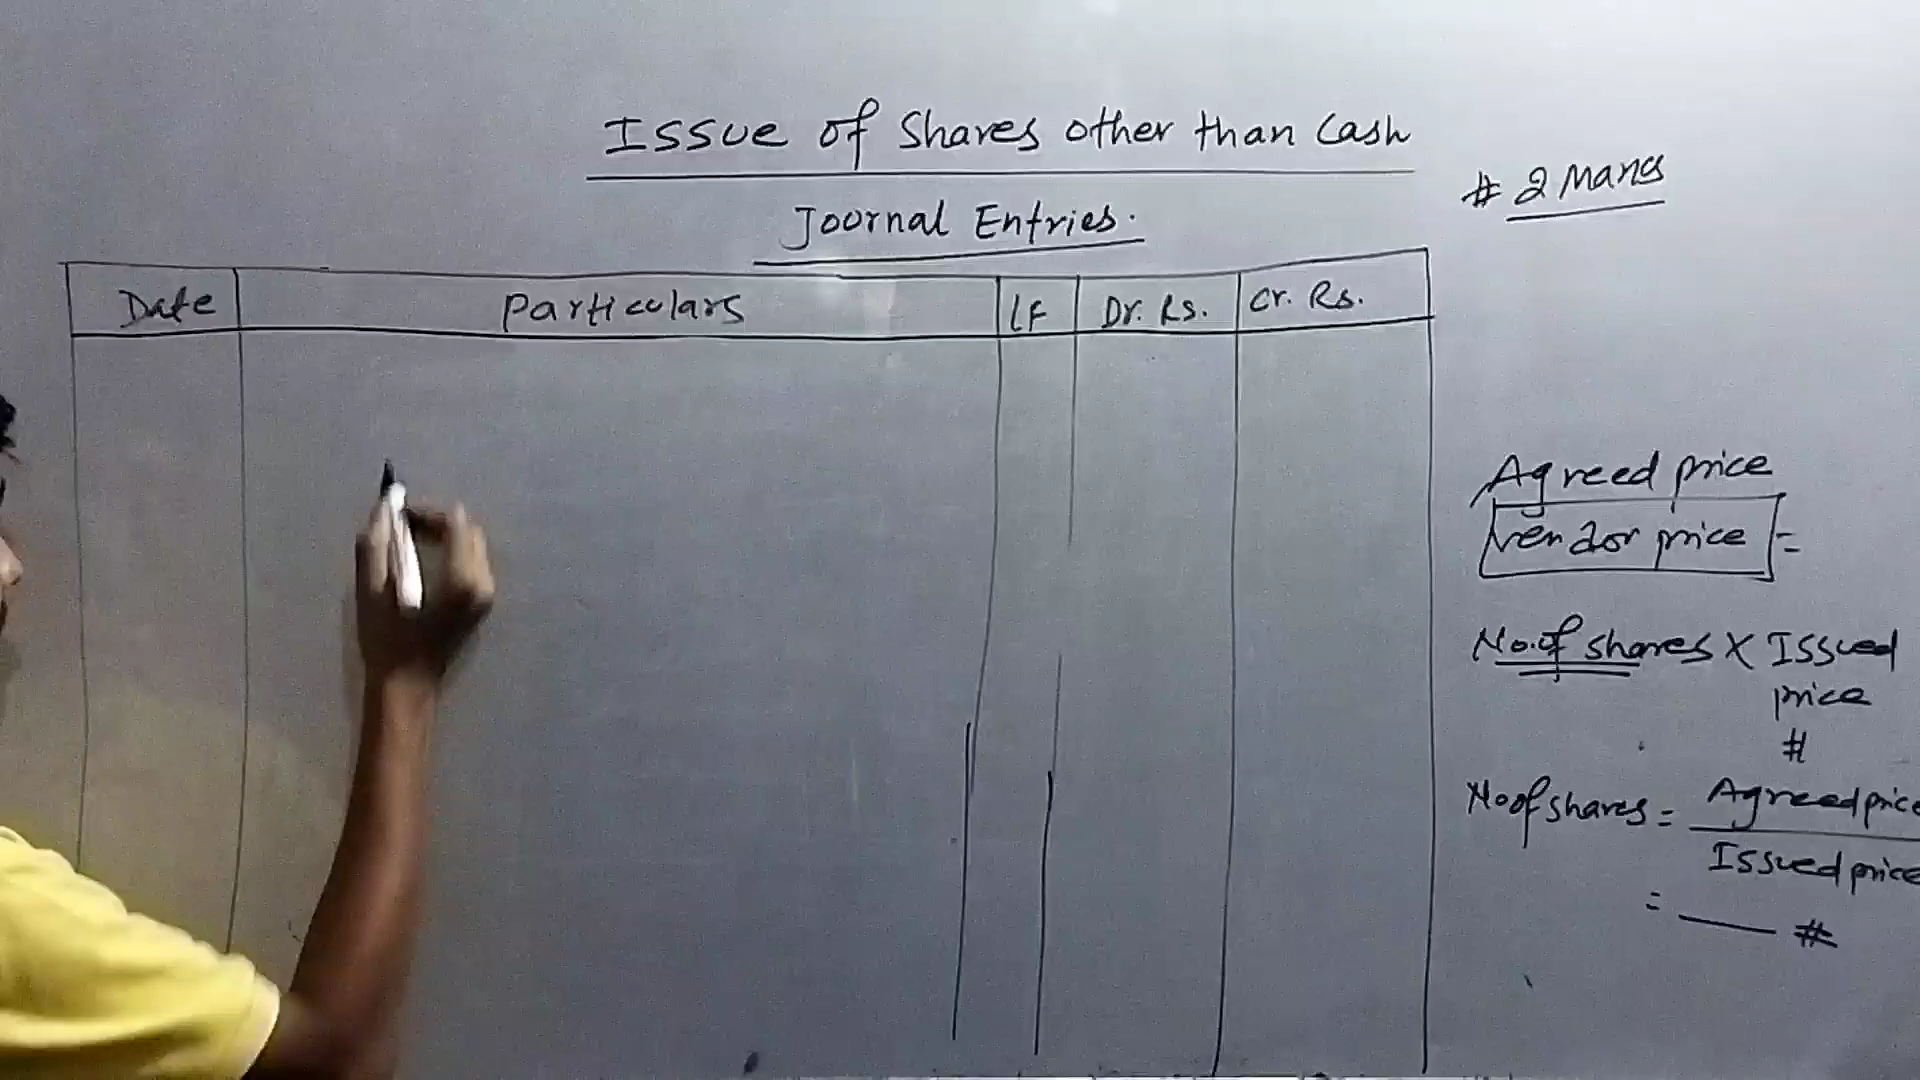 Issue of Shares other than cash
# 2 Marks
Journal Entries.
Date Particulars LF Dr. Rs. Cr. Rs.
Agreed price
vendor price =
No. of shares X Issued
price
#
No of shares = Agreed price
Issued price
= #